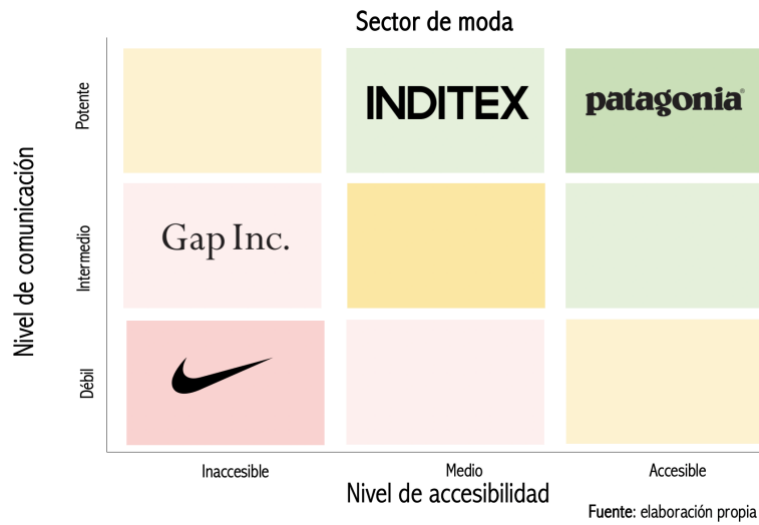 Sector de moda
Nivel de comunicación
Potente
INDITEX
patagonia®
Intermedio
Gap Inc.
Débil
Inaccesible
Medio
Accesible
Nivel de accesibilidad
Fuente: elaboración propia